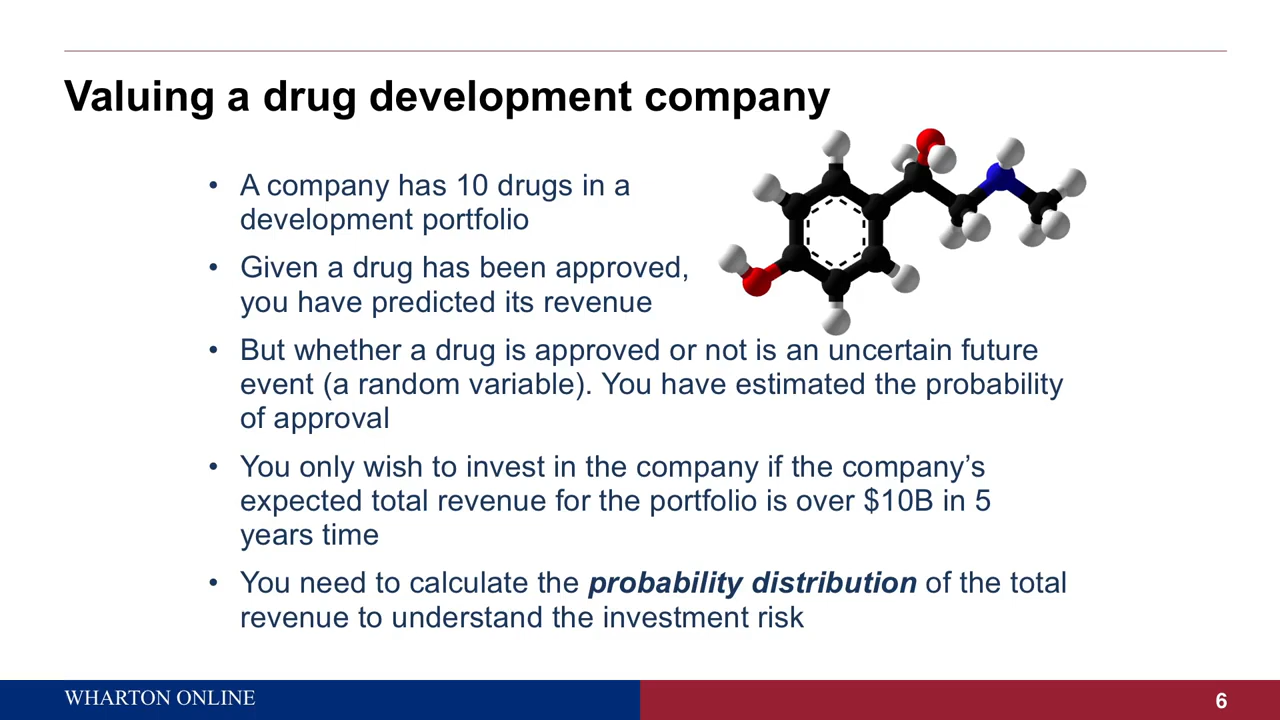 Valuing a drug development company
• A company has 10 drugs in a
development portfolio
• Given a drug has been approved,
you have predicted its revenue
• But whether a drug is approved or not is an uncertain future
event (a random variable). You have estimated the probability
of approval
• You only wish to invest in the company if the company’s
expected total revenue for the portfolio is over $10B in 5
years time
• You need to calculate the probability distribution of the total
revenue to understand the investment risk
WHARTON ONLINE
6